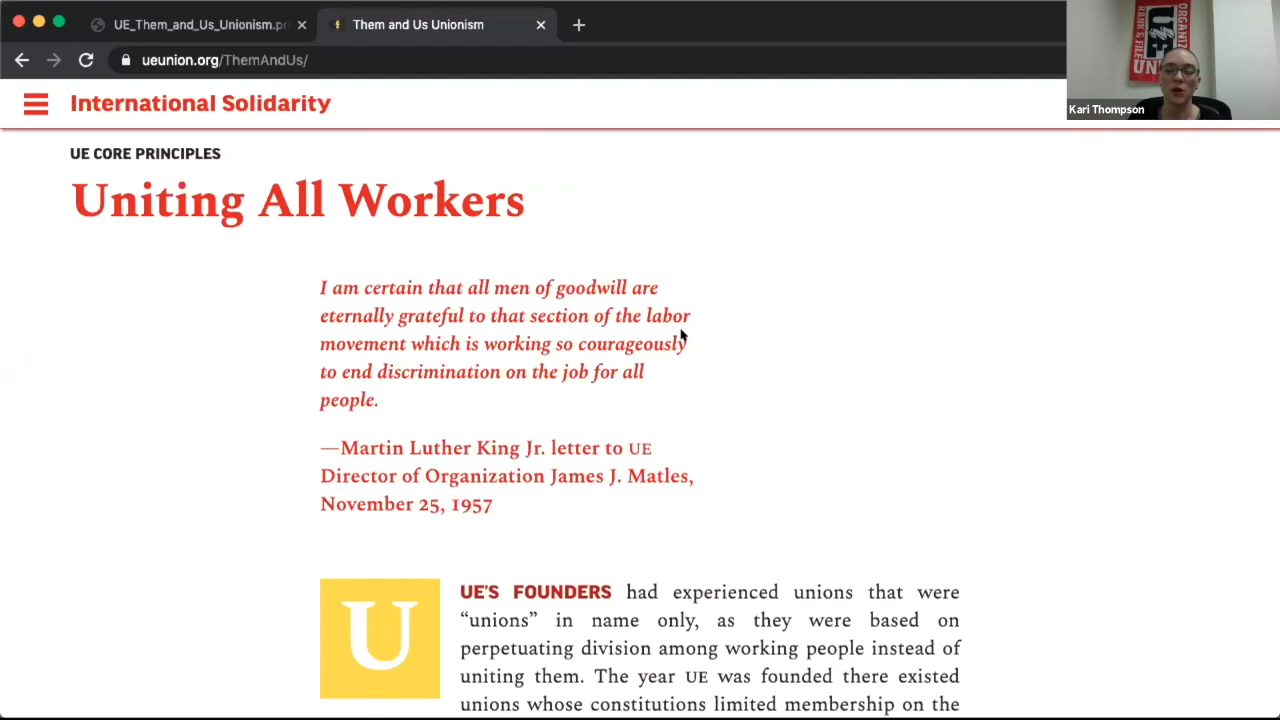 UE_Them_and_Us_Unionism.p
Them and Us Unionism
ueunion.org/ThemAndUs/
International Solidarity
UE CORE PRINCIPLES
Uniting All Workers
I am certain that all men of goodwill are
eternally grateful to that section of the labor
movement which is working so courageously
to end discrimination on the job for all
people.
—Martin Luther King Jr. letter to UE
Director of Organization James J. Matles,
November 25, 1957
U
UE'S FOUNDERS had experienced unions that were
“unions” in name only, as they were based on
perpetuating division among working people instead of
uniting them. The year UE was founded there existed
unions whose constitutions limited membership on the
ORGANIZ
RANK & FILE
UE
UN
Kari Thompson